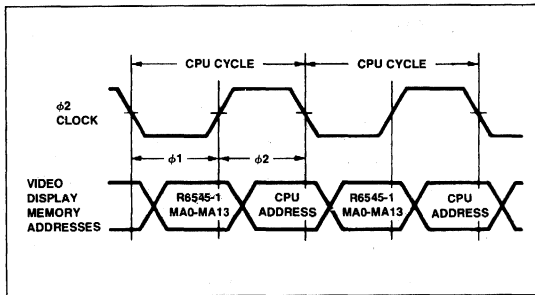 CPU CYCLE CPU CYCLE
ϕ2
CLOCK
ϕ1 ϕ2
VIDEO
DISPLAY
MEMORY
ADDRESSES
R6545-1
MA0-MA13
CPU
ADDRESS
R6545-1
MA0-MA13
CPU
ADDRESS